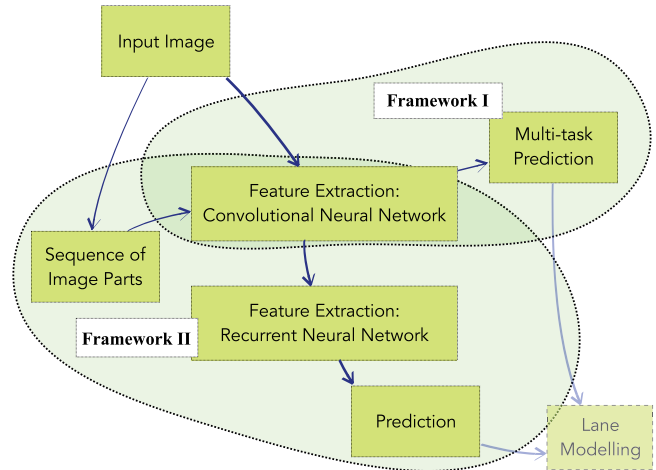 Input Image
Framework I
Multi-task
Prediction
Feature Extraction:
Convolutional Neural Network
Sequence of
Image Parts
Feature Extraction:
Recurrent Neural Network
Framework II
Prediction
Lane
Modelling